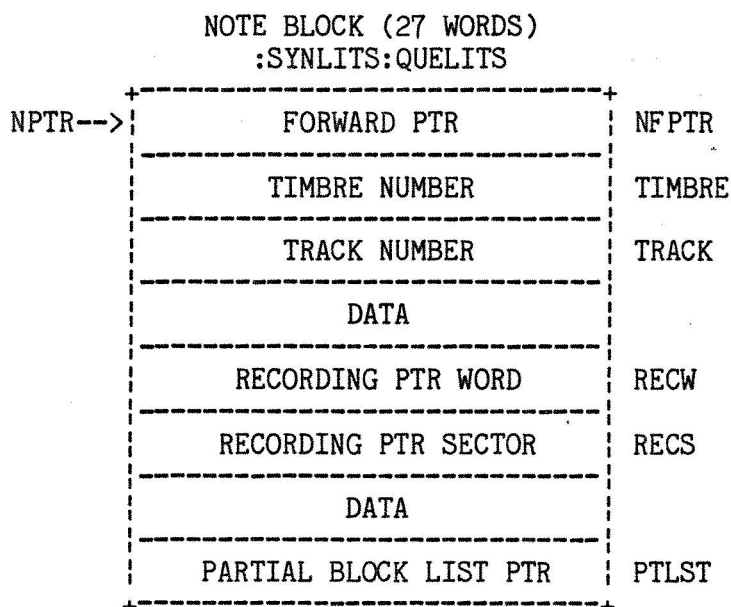 NOTE BLOCK (27 WORDS)
:SYNLITS:QUELITS
NPTR--> FORWARD PTR NFPTR
TIMBRE NUMBER TIMBRE
TRACK NUMBER TRACK
DATA
RECORDING PTR WORD RECW
RECORDING PTR SECTOR RECS
DATA
PARTIAL BLOCK LIST PTR PTLST